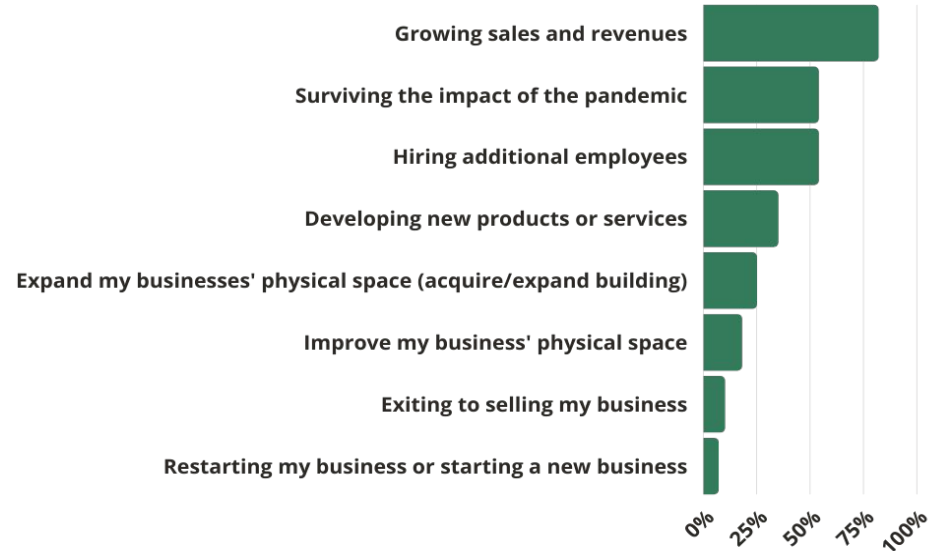 Growing sales and revenues
Surviving the impact of the pandemic
Hiring additional employees
Developing new products or services
Expand my businesses' physical space (acquire/expand building)
Improve my business' physical space
Exiting to selling my business
Restarting my business or starting a new business
0% 25% 50% 75% 100%